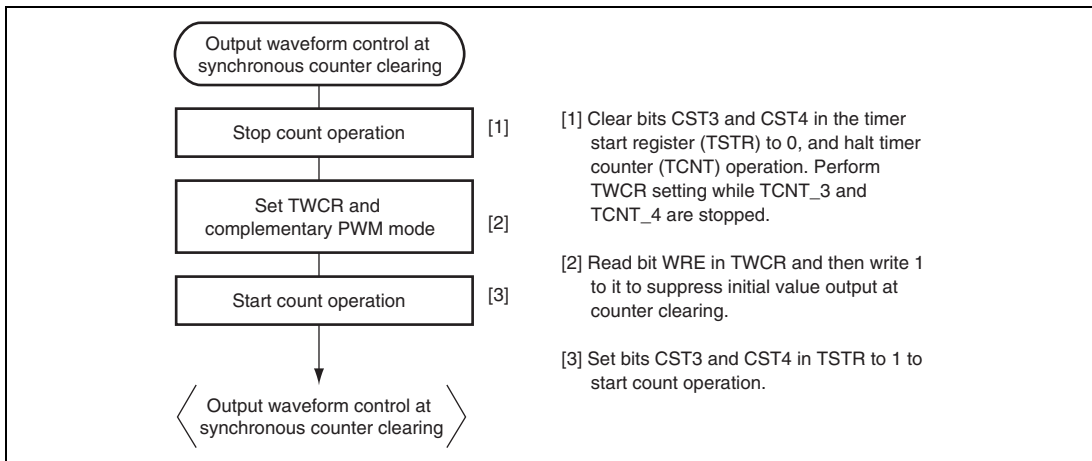 Output waveform control at
synchronous counter clearing
Stop count operation
[1]
Set TWCR and
complementary PWM mode
[2]
Start count operation
[3]
Output waveform control at
synchronous counter clearing
[1] Clear bits CST3 and CST4 in the timer
start register (TSTR) to 0, and halt timer
counter (TCNT) operation. Perform
TWCR setting while TCNT_3 and
TCNT_4 are stopped.
[2] Read bit WRE in TWCR and then write 1
to it to suppress initial value output at
counter clearing.
[3] Set bits CST3 and CST4 in TSTR to 1 to
start count operation.